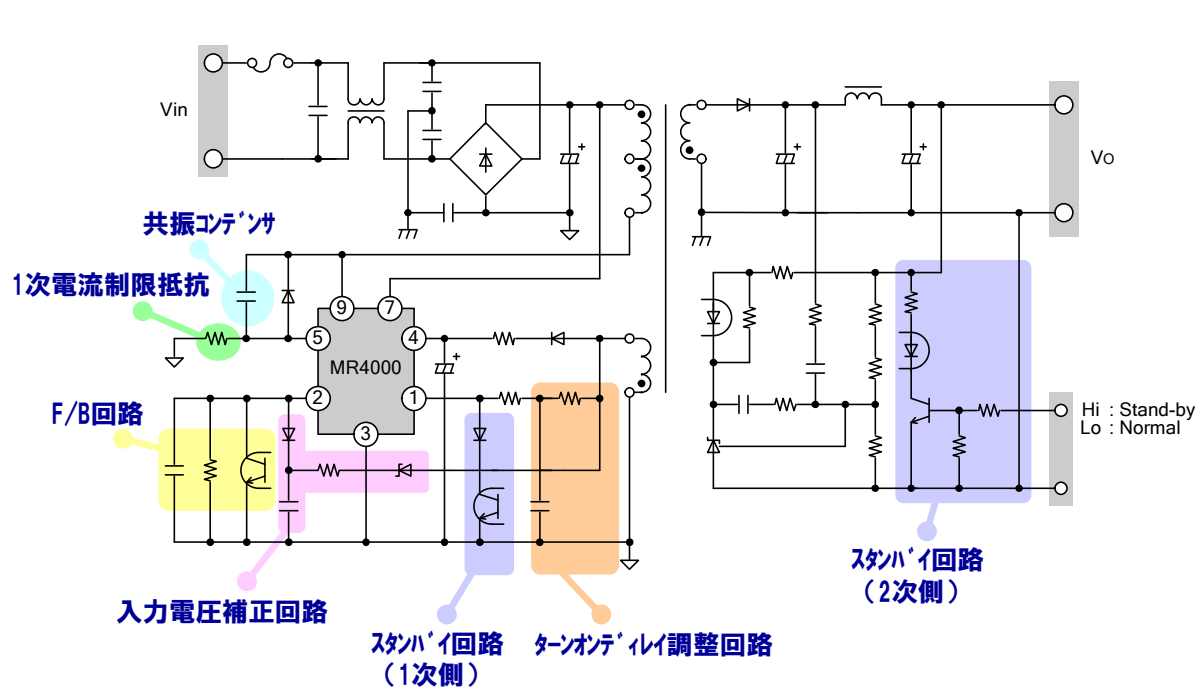 Vin
Vo
共振ｺﾝﾃﾞﾝｻ
1次電流制限抵抗
9
7
5
4
MR4000
2
1
3
F/B回路
Hi : Stand-by
Lo : Normal
入力電圧補正回路
ｽﾀﾝﾊﾞｲ回路
（1次側）
ﾀｰﾝｵﾝﾃﾞｨﾚｲ調整回路
ｽﾀﾝﾊﾞｲ回路
（2次側）
+
+
+
+